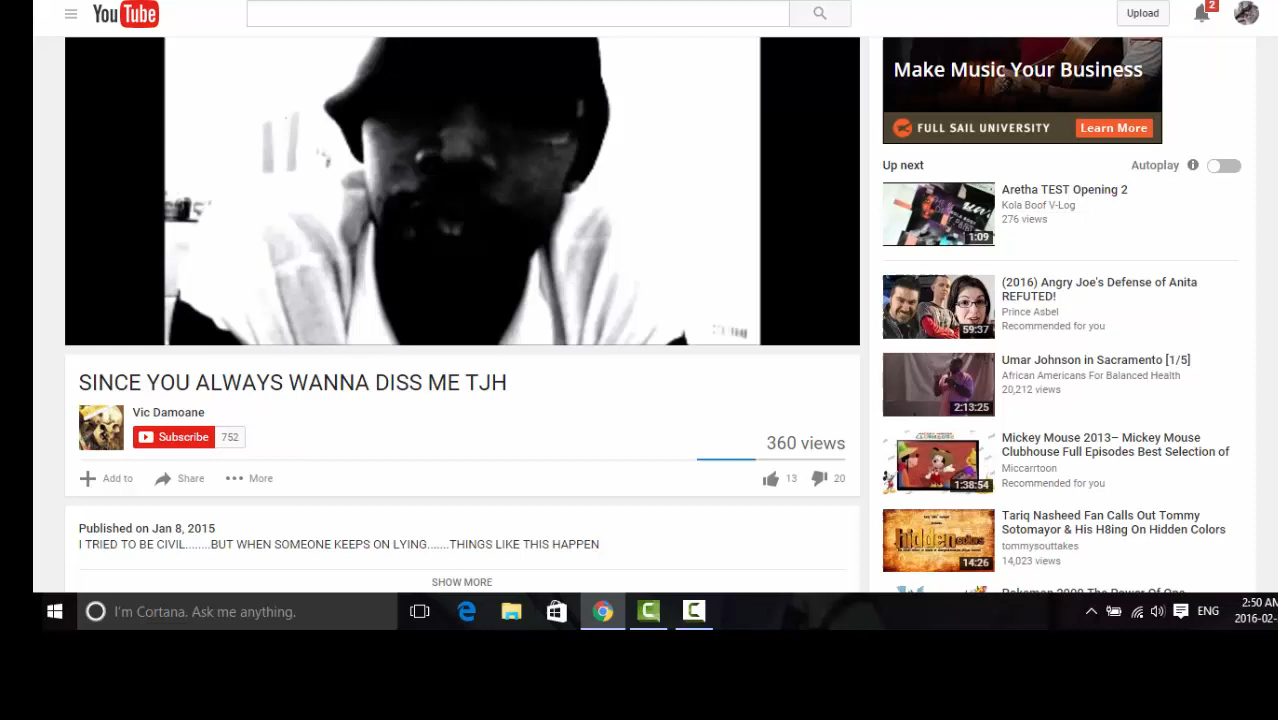 YouTube
Upload
2
Make Music Your Business
FULL SAIL UNIVERSITY
Learn More
Up next
Autoplay
Aretha TEST Opening 2
Kola Boof V-Log
276 views
1:09
(2016) Angry Joe's Defense of Anita
REFUTED!
Prince Asbel
Recommended for you
59:37
Umar Johnson in Sacramento [1/5]
African Americans For Balanced Health
20,212 views
2:13:25
Mickey Mouse 2013– Mickey Mouse
Clubhouse Full Episodes Best Selection of
Miccarrtoon
Recommended for you
1:38:54
Tariq Nasheed Fan Calls Out Tommy
Sotomayor & His H8ing On Hidden Colors
tommysouttakes
14,023 views
hidden colors
14:26
SINCE YOU ALWAYS WANNA DISS ME TJH
Vic Damoane
Subscribe 752
360 views
Add to
Share
More
13
20
Published on Jan 8, 2015
I TRIED TO BE CIVIL........BUT WHEN SOMEONE KEEPS ON LYING.......THINGS LIKE THIS HAPPEN
SHOW MORE
I'm Cortana. Ask me anything.
ENG
2:50 AM
2016-02-